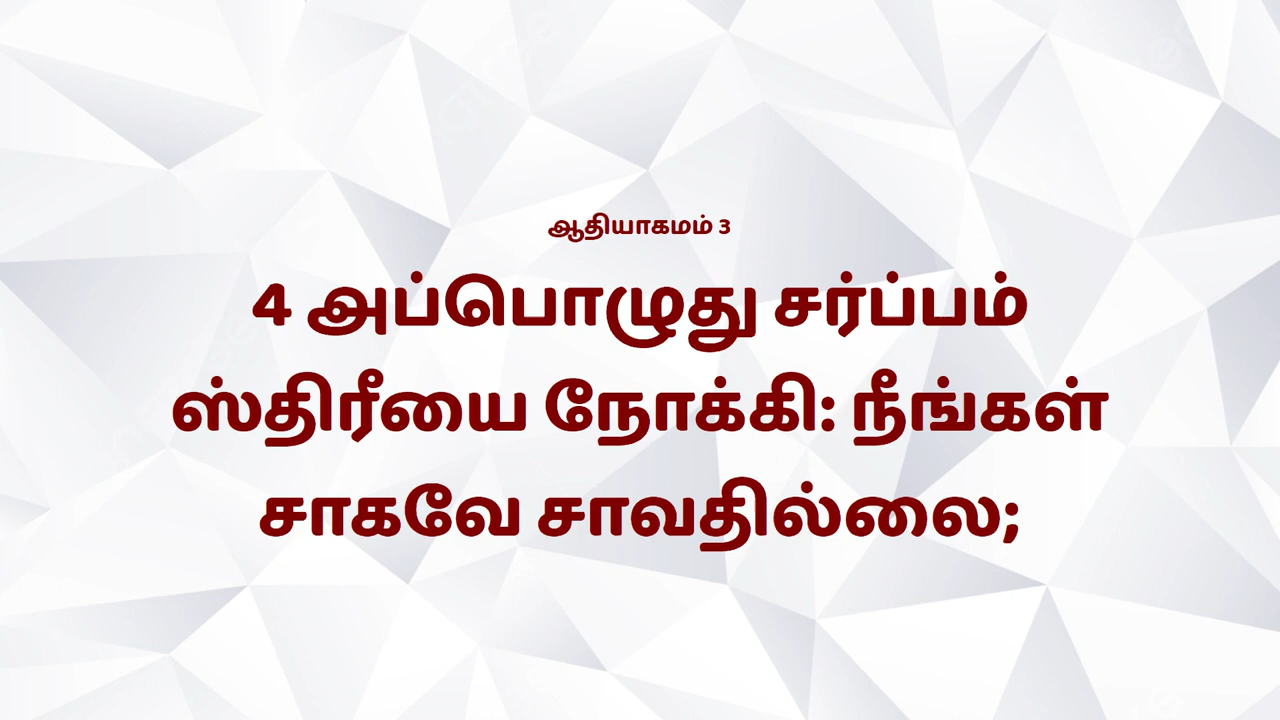 ஆதியாகமம் 3
4 அப்பொழுது சர்ப்பம்
ஸ்திரீயை நோக்கி: நீங்கள்
சாகவே சாவதில்லை;